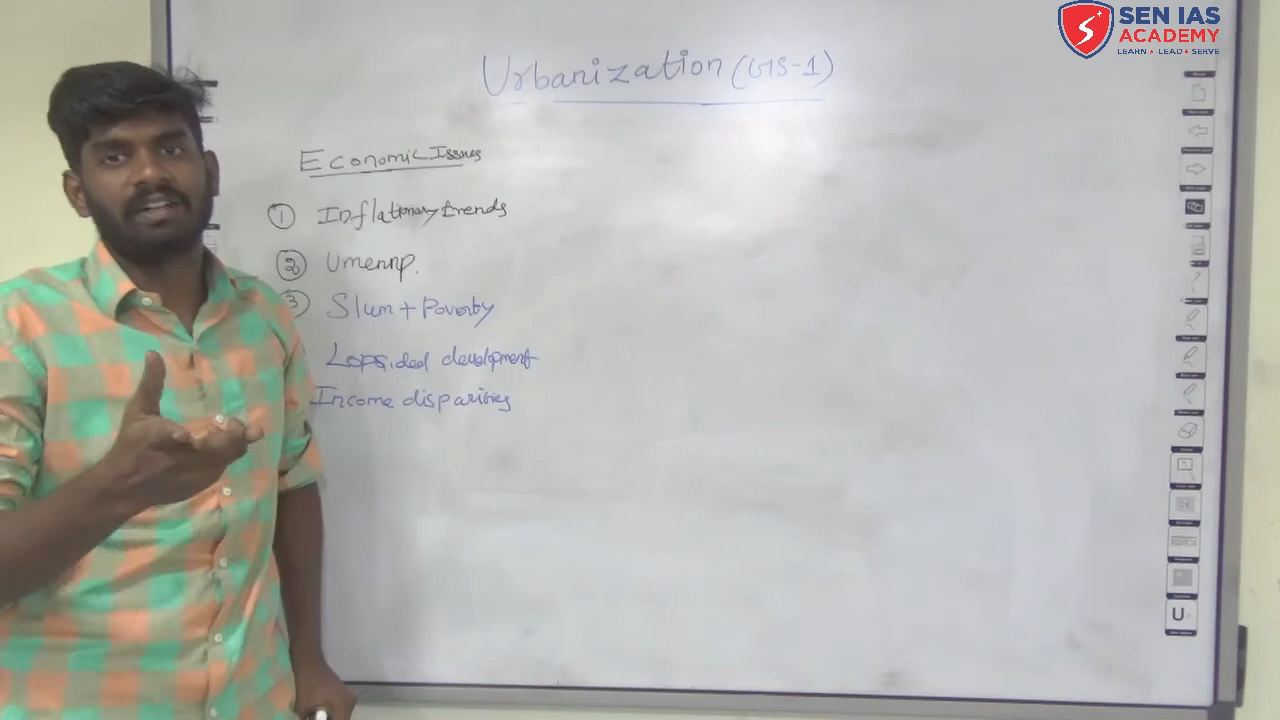 SEN IAS
ACADEMY
LEARN • LEAD • SERVE
Urbanization (GS-1)
Economic Issues
① Inflationary trends
② Umennp.
③ Slum + Poverty
Lopsided development
Income disparities
U